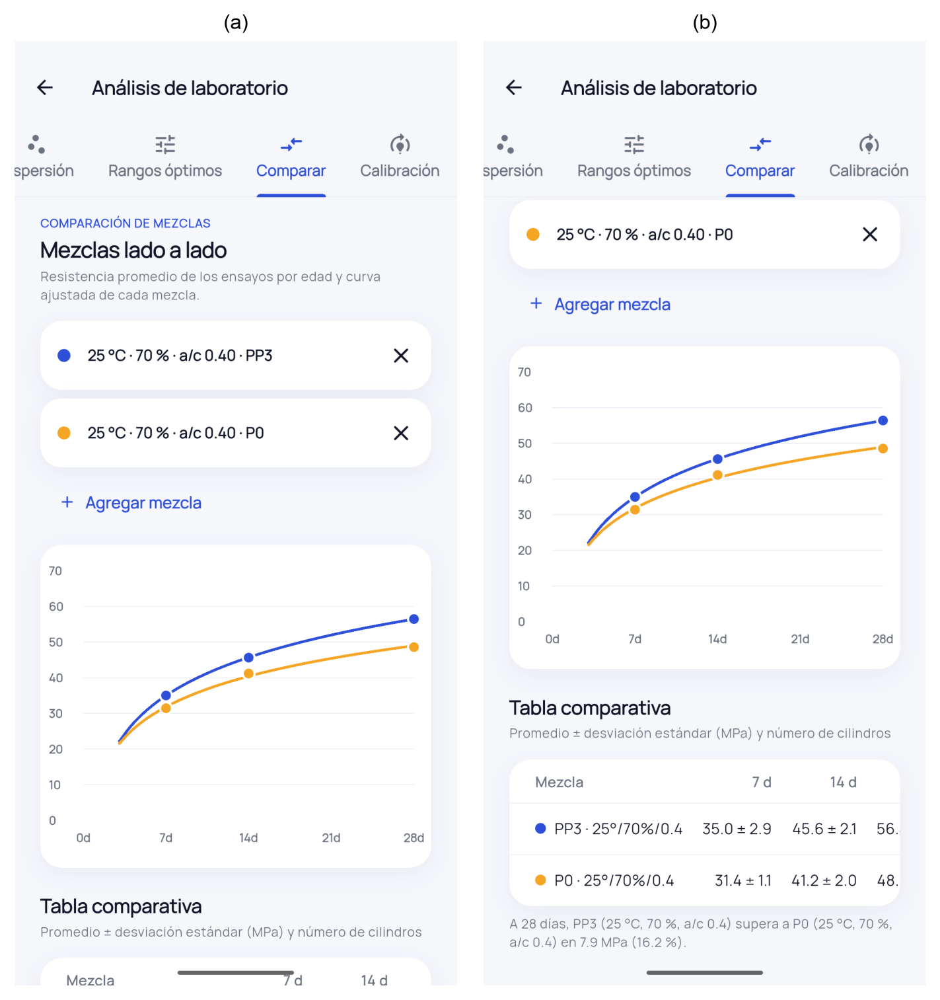 (a)
Análisis de laboratorio
spersión
Rangos óptimos
Comparar
Calibración
COMPARACIÓN DE MEZCLAS
Mezclas lado a lado
Resistencia promedio de los ensayos por edad y curva
ajustada de cada mezcla.
25 °C · 70 % · a/c 0.40 · PP3
25 °C · 70 % · a/c 0.40 · P0
+ Agregar mezcla
70
60
50
40
30
20
10
0
0d 7d 14d 21d 28d
Tabla comparativa
Promedio ± desviación estándar (MPa) y número de cilindros
Mezcla 7 d 14 d
(b)
Análisis de laboratorio
spersión
Rangos óptimos
Comparar
Calibración
25 °C · 70 % · a/c 0.40 · P0
+ Agregar mezcla
70
60
50
40
30
20
10
0
0d 7d 14d 21d 28d
Tabla comparativa
Promedio ± desviación estándar (MPa) y número de cilindros
Mezcla 7 d 14 d
PP3 · 25°/70%/0.4 35.0 ± 2.9 45.6 ± 2.1 56.
P0 · 25°/70%/0.4 31.4 ± 1.1 41.2 ± 2.0 48.
A 28 días, PP3 (25 °C, 70 %, a/c 0.4) supera a P0 (25 °C, 70 %,
a/c 0.4) en 7.9 MPa (16.2 %).